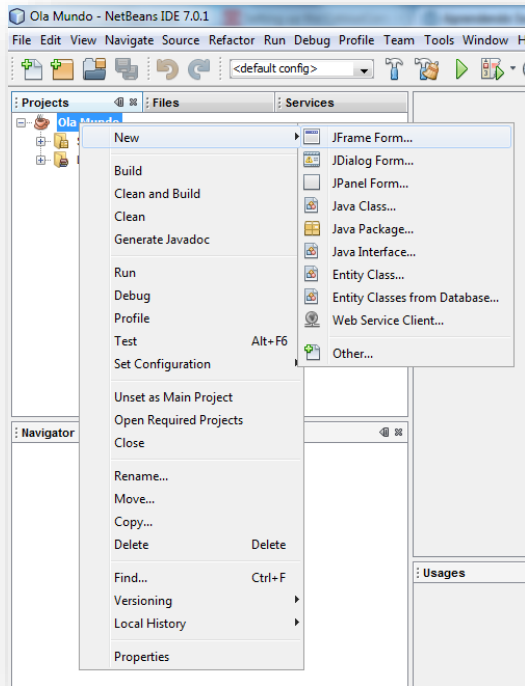 Ola Mundo - NetBeans IDE 7.0.1
File Edit View Navigate Source Refactor Run Debug Profile Team Tools Window
<default config>
Projects
Files
Services
Ola Mundo
New
Build
Clean and Build
Clean
Generate Javadoc
Run
Debug
Profile
Test Alt+F6
Set Configuration
Unset as Main Project
Open Required Projects
Close
Rename...
Move...
Copy...
Delete Delete
Find... Ctrl+F
Versioning
Local History
Properties
JFrame Form...
JDialog Form...
JPanel Form...
Java Class...
Java Package...
Java Interface...
Entity Class...
Entity Classes from Database...
Web Service Client...
Other...
Navigator
Usages